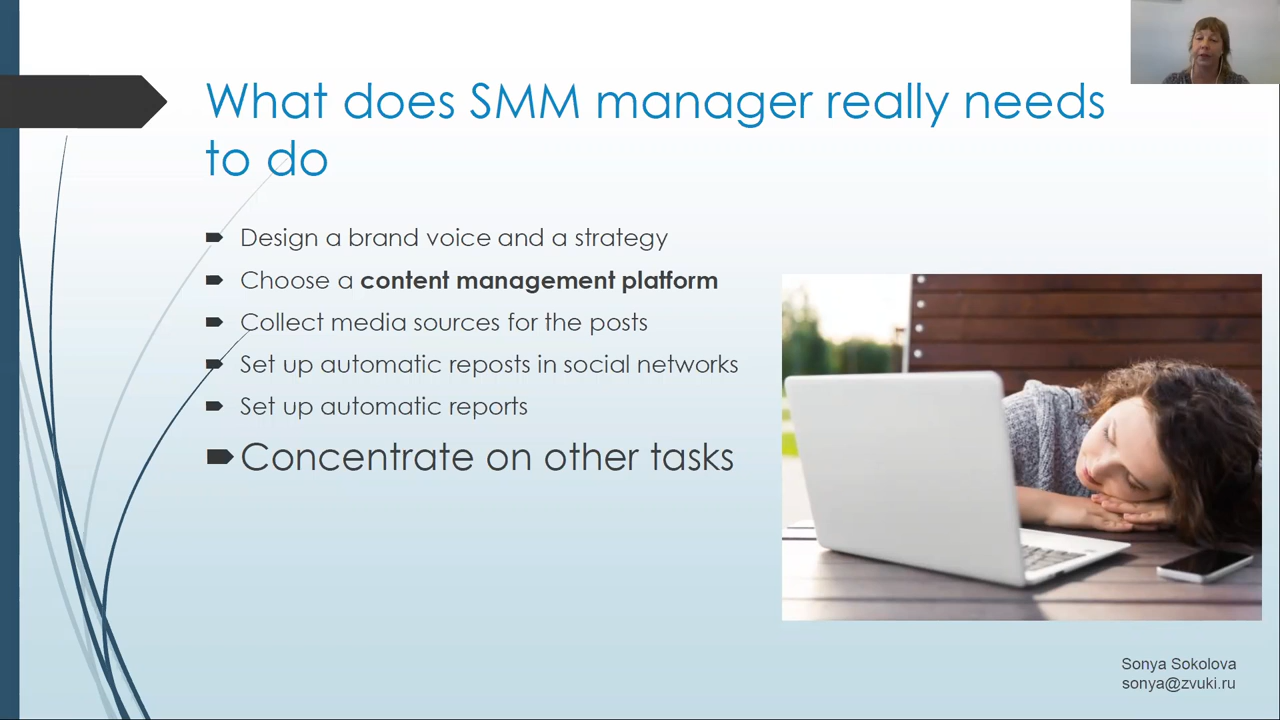 What does SMM manager really needs
to do
Design a brand voice and a strategy
Choose a content management platform
Collect media sources for the posts
Set up automatic reposts in social networks
Set up automatic reports
Concentrate on other tasks
Sonya Sokolova
sonya@zvuki.ru